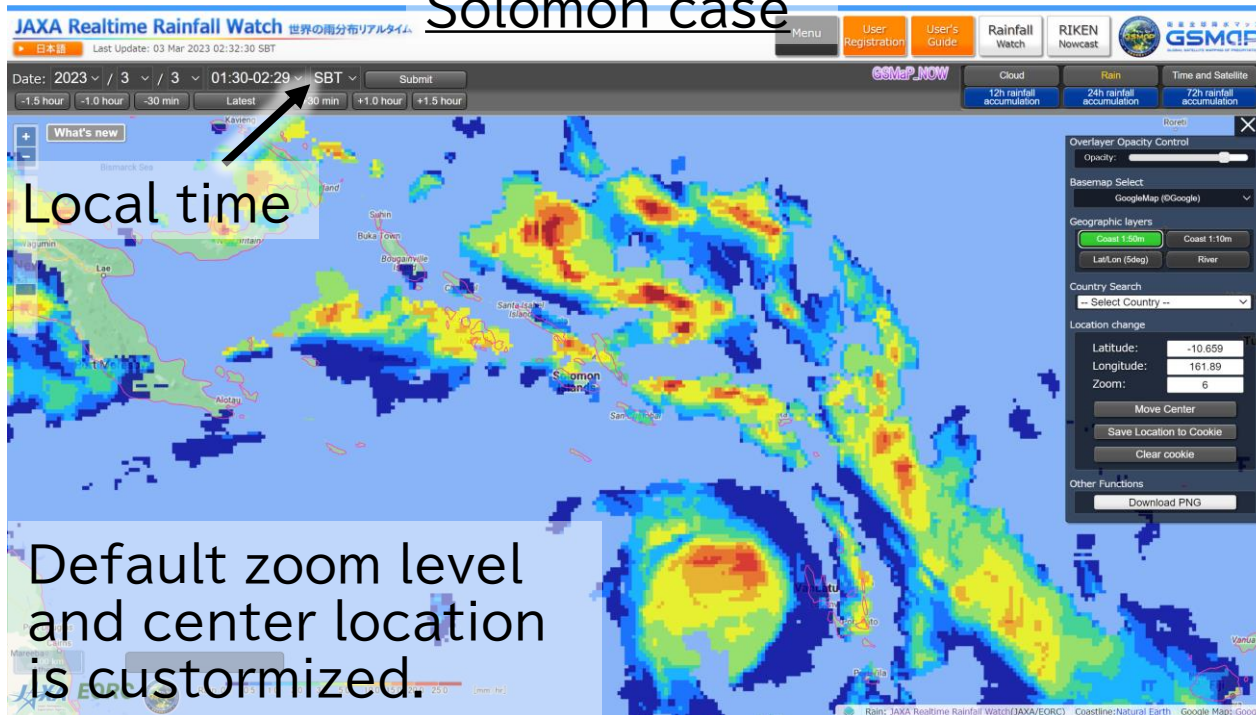 Solomon case
JAXA Realtime Rainfall Watch 世界の雨分布リアルタイム
日本語 Last Update: 03 Mar 2023 02:32:30 SBT
Menu
User Registration
User's Guide
Rainfall Watch
RIKEN Nowcast
GSMaP
Date: 2023 / 3 / 3 01:30-02:29 SBT Submit
GSMaP_NOW
Cloud Rain Time and Satellite
-1.5 hour -1.0 hour -30 min Latest +1.0 hour +1.5 hour
12h rainfall accumulation
24h rainfall accumulation
72h rainfall accumulation
What's new
Kavieng
Bismarck Sea
Local time
Buka Town
Bougainville
Lae
Santa Isabel Island
Alotau
Overlayer Opacity Control
Opacity:
Basemap Select
GoogleMap (©Google)
Geographic layers
Coast 1:50m Coast 1:10m
Lat/Lon (5deg) River
Country Search
-- Select Country --
Location change
Latitude: -10.659
Longitude: 161.89
Zoom: 6
Move Center
Save Location to Cookie
Clear cookie
Other Functions
Download PNG
Default zoom level
and center location
is custormized
JAXA EORC
Rain: JAXA Realtime Rainfall Watch(JAXA/EORC) Coastline:Natural Earth Google Map: